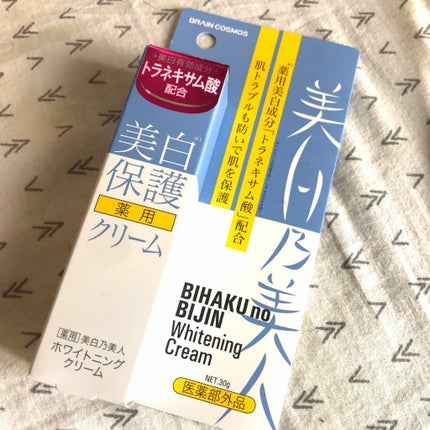 BRAIN COSMOS
美白有効成分
トラネキサム酸
配合
薬用美白成分「トラネキサム酸」配合
肌トラブルも防いで肌を保護
美白
保護
薬用
クリーム
美白乃美人
BIHAKU no
BIJIN
Whitening
Cream
NET.30g
[薬用]美白乃美人
ホワイトニング
クリーム
医薬部外品